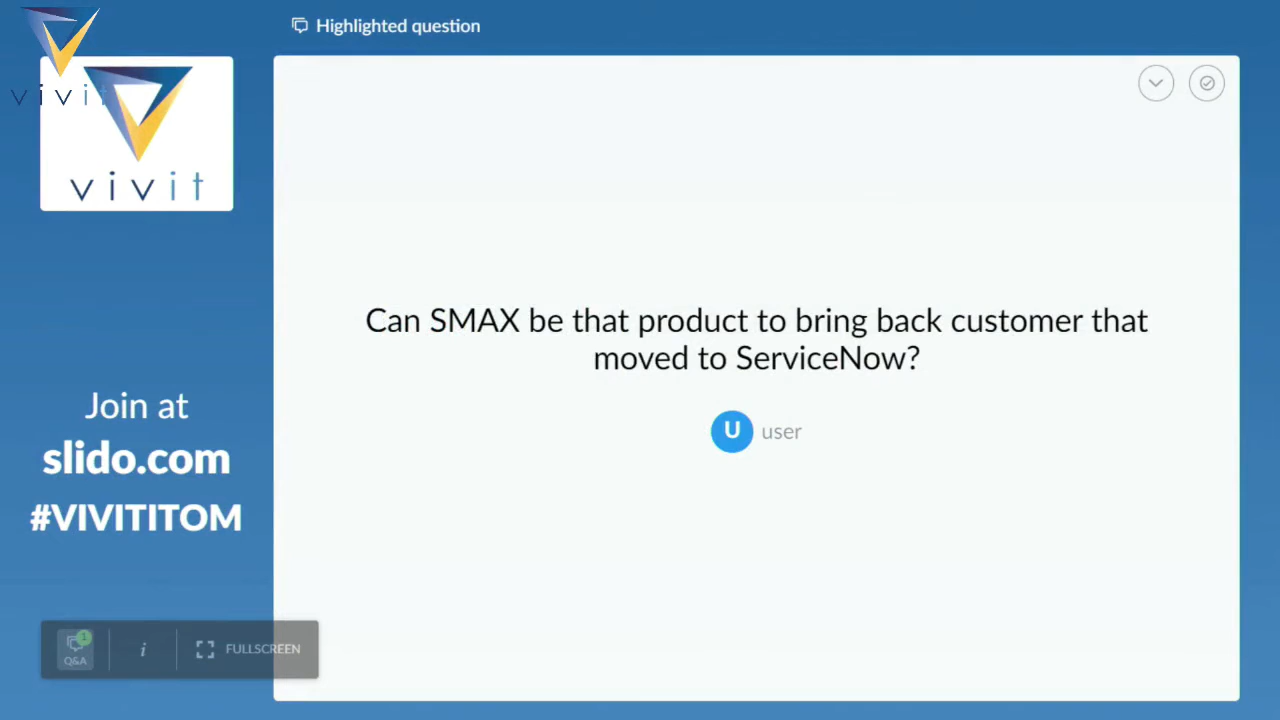 Highlighted question
vivit
vivit
Can SMAX be that product to bring back customer that
moved to ServiceNow?
U user
Join at
slido.com
#VIVITITOM
1
Q&A
i
FULLSCREEN